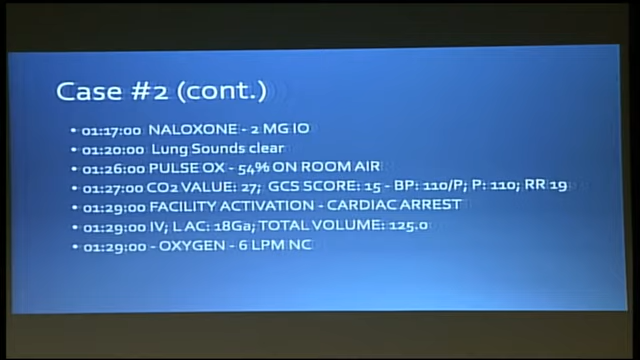 Case #2 (cont.)
• 01:17:00 NALOXONE - 2 MG IO
• 01:20:00 Lung Sounds clear
• 01:26:00 PULSE OX - 54% ON ROOM AIR
• 01:27:00 CO2 VALUE: 27; GCS SCORE: 15 - BP: 110/P; P: 110; RR 19
• 01:29:00 FACILITY ACTIVATION - CARDIAC ARREST
• 01:29:00 IV; L AC: 18Ga; TOTAL VOLUME: 125.0
• 01:29:00 - OXYGEN - 6 LPM NC